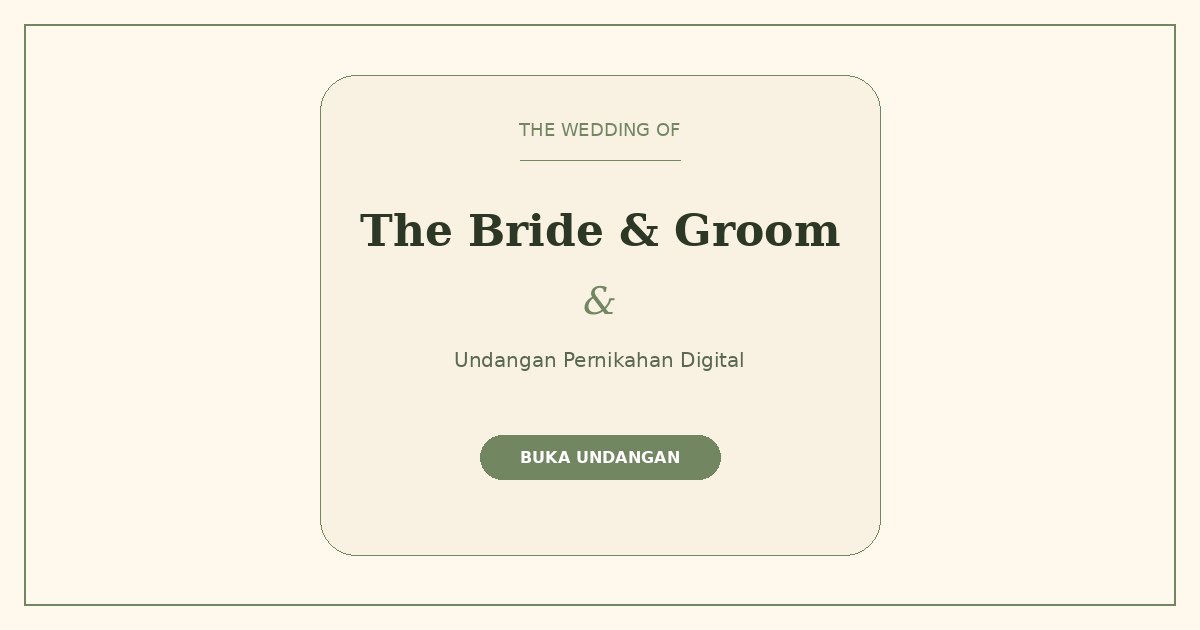 THE WEDDING OF
The Bride & Groom
&
Undangan Pernikahan Digital
BUKA UNDANGAN